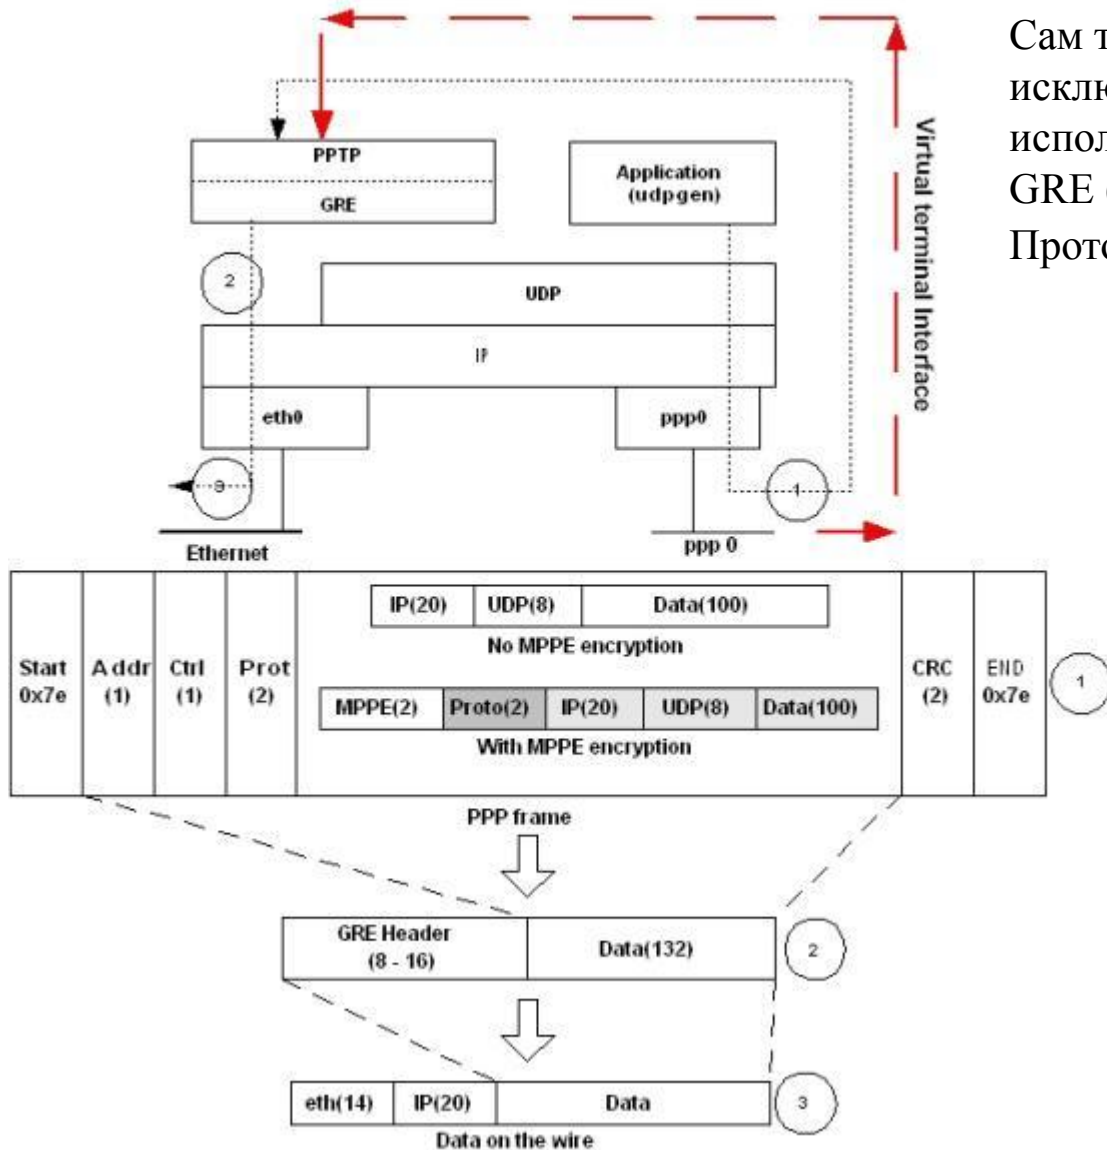 Сам т
исклю
испол
GRE (
Прото
PPTP
GRE
Application
(udpgen)
Virtual terminal Interface
2
UDP
IP
eth0
ppp0
3
1
Ethernet
ppp 0
Start
0x7e
Addr
(1)
Ctrl
(1)
Prot
(2)
IP(20) UDP(8) Data(100)
No MPPE encryption
MPPE(2) Proto(2) IP(20) UDP(8) Data(100)
With MPPE encryption
CRC
(2)
END
0x7e
1
PPP frame
GRE Header
(8 - 16)
Data(132)
2
eth(14) IP(20) Data
3
Data on the wire